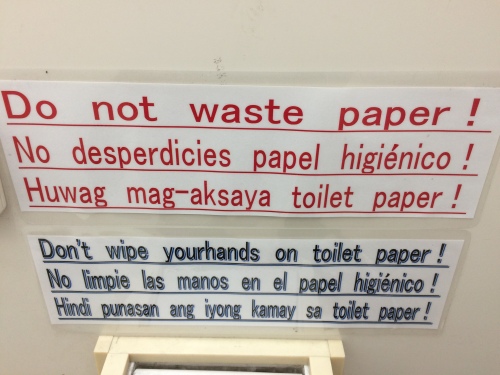 Do not waste paper!
No desperdicies papel higiénico!
Huwag mag-aksaya toilet paper!
Don't wipe yourhands on toilet paper!
No limpie las manos en el papel higiénico!
Hindi punasan ang iyong kamay sa toilet paper!